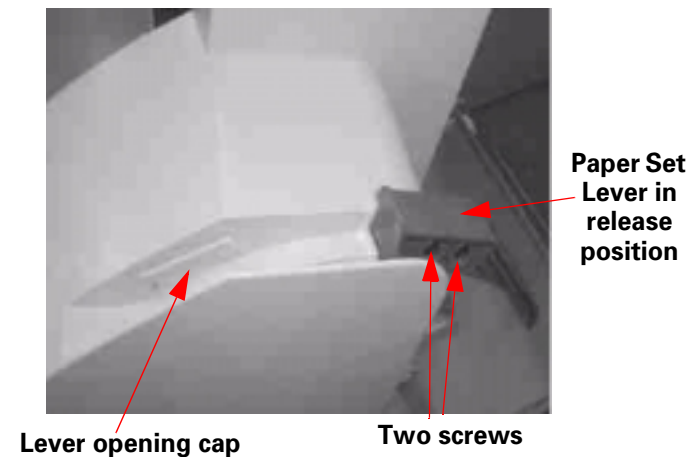 Paper Set
Lever in
release
position
Lever opening cap
Two screws